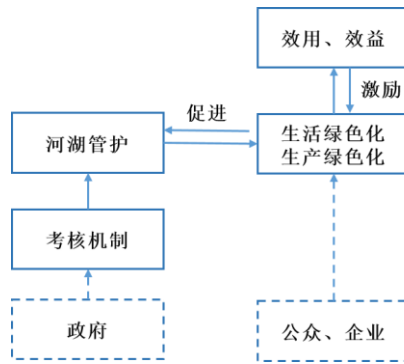 效用、效益
激励
促进
河湖管护
生活绿色化
生产绿色化
考核机制
政府
公众、企业